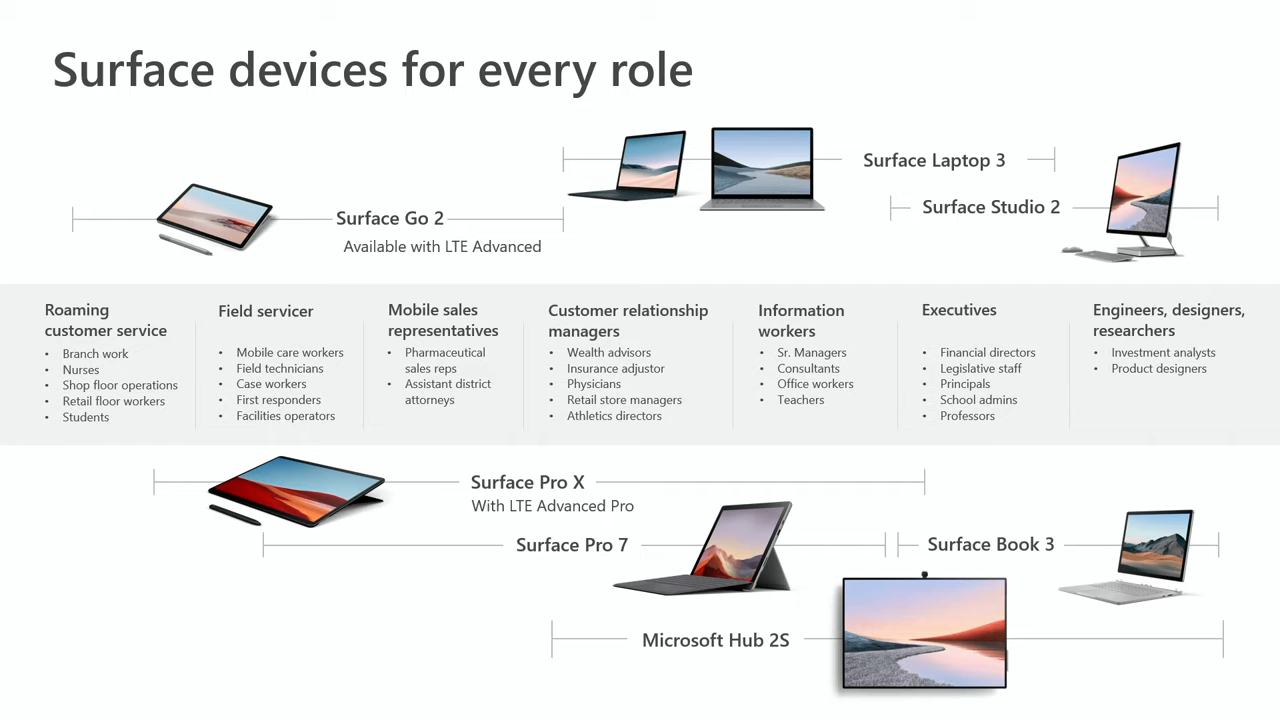 Surface devices for every role
Surface Laptop 3
Surface Studio 2
Surface Go 2
Available with LTE Advanced
Roaming
customer service
• Branch work
• Nurses
• Shop floor operations
• Retail floor workers
• Students
Field servicer
• Mobile care workers
• Field technicians
• Case workers
• First responders
• Facilities operators
Mobile sales
representatives
• Pharmaceutical
sales reps
• Assistant district
attorneys
Customer relationship
managers
• Wealth advisors
• Insurance adjustor
• Physicians
• Retail store managers
• Athletics directors
Information
workers
• Sr. Managers
• Consultants
• Office workers
• Teachers
Executives
• Financial directors
• Legislative staff
• Principals
• School admins
• Professors
Engineers, designers,
researchers
• Investment analysts
• Product designers
Surface Pro X
With LTE Advanced Pro
Surface Pro 7
Surface Book 3
Microsoft Hub 2S